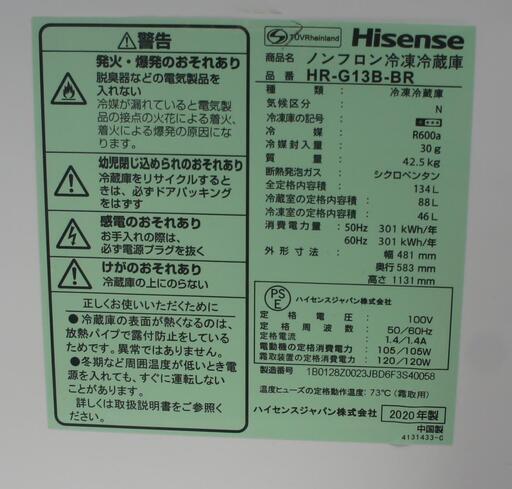 警告
発火・爆発のおそれあり
脱臭器などの電気製品を
入れない
冷媒が漏れていると電気製
品の接点の火花による着火、
着火による爆発の原因にな
ります。
幼児閉じ込められのおそれあり
冷蔵庫をリサイクルすると
きは、必ずドアパッキング
をはずす
感電のおそれあり
お手入れの際は、
必ず電源プラグを抜く
けがのおそれあり
冷蔵庫の上にのらない
正しくお使いいただくために
●冷蔵庫の表面が熱くなるのは、
放熱パイプで露付防止をしている
ためです。異常ではありません。
●冬期など周囲温度が低いとき電
源を入れても、すぐに運転しない
ことがあります。
詳しくは取扱説明書をご参照くだ
さい。
TÜVRheinland
Hisense
商品名 ノンフロン冷凍冷蔵庫
品番 HR-G13B-BR
種類 : 冷凍冷蔵庫
気候区分 : N
冷凍庫の記号 :
冷媒 : R600a
冷媒封入量 : 30g
質量 : 42.5kg
断熱発泡ガス : シクロペンタン
全定格内容積 : 134L
冷蔵室の定格内容積 : 88L
冷凍室の定格内容積 : 46L
消費電力量 : 50Hz 301 kWh/年
60Hz 301 kWh/年
外形寸法 : 幅 481mm
奥行 583mm
高さ 1131mm
PSE ハイセンスジャパン株式会社
定格電圧 : 100V
定格周波数 : 50/60Hz
定格電流 : 1.4/1.4A
電動機の定格消費電力 : 105/105W
霜取装置の定格消費電力 : 120/120W
製造番号 : 1B0128Z0023JBD6F3S40058
温度ヒューズの定格動作温度:73℃(霜取用)
ハイセンスジャパン株式会社 2020年製
中国製
4131433-C